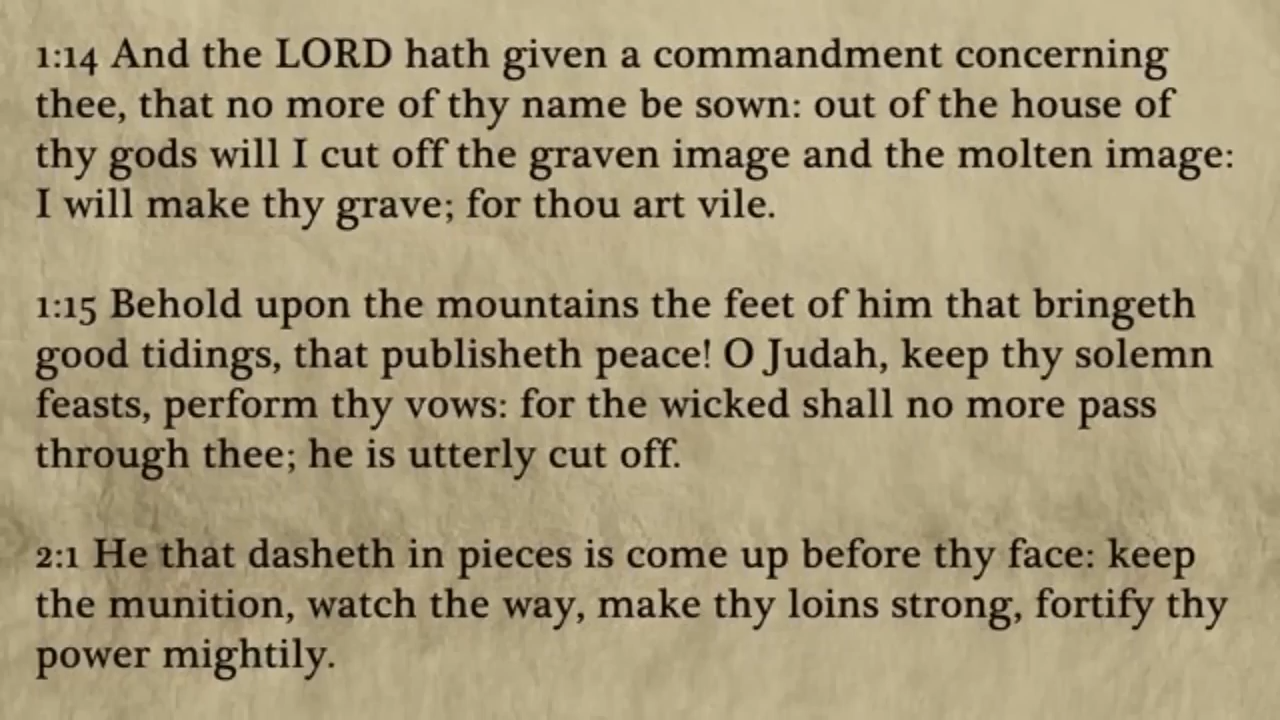 1:14 And the LORD hath given a commandment concerning
thee, that no more of thy name be sown: out of the house of
thy gods will I cut off the graven image and the molten image:
I will make thy grave; for thou art vile.
1:15 Behold upon the mountains the feet of him that bringeth
good tidings, that publisheth peace! O Judah, keep thy solemn
feasts, perform thy vows: for the wicked shall no more pass
through thee; he is utterly cut off.
2:1 He that dasheth in pieces is come up before thy face: keep
the munition, watch the way, make thy loins strong, fortify thy
power mightily.